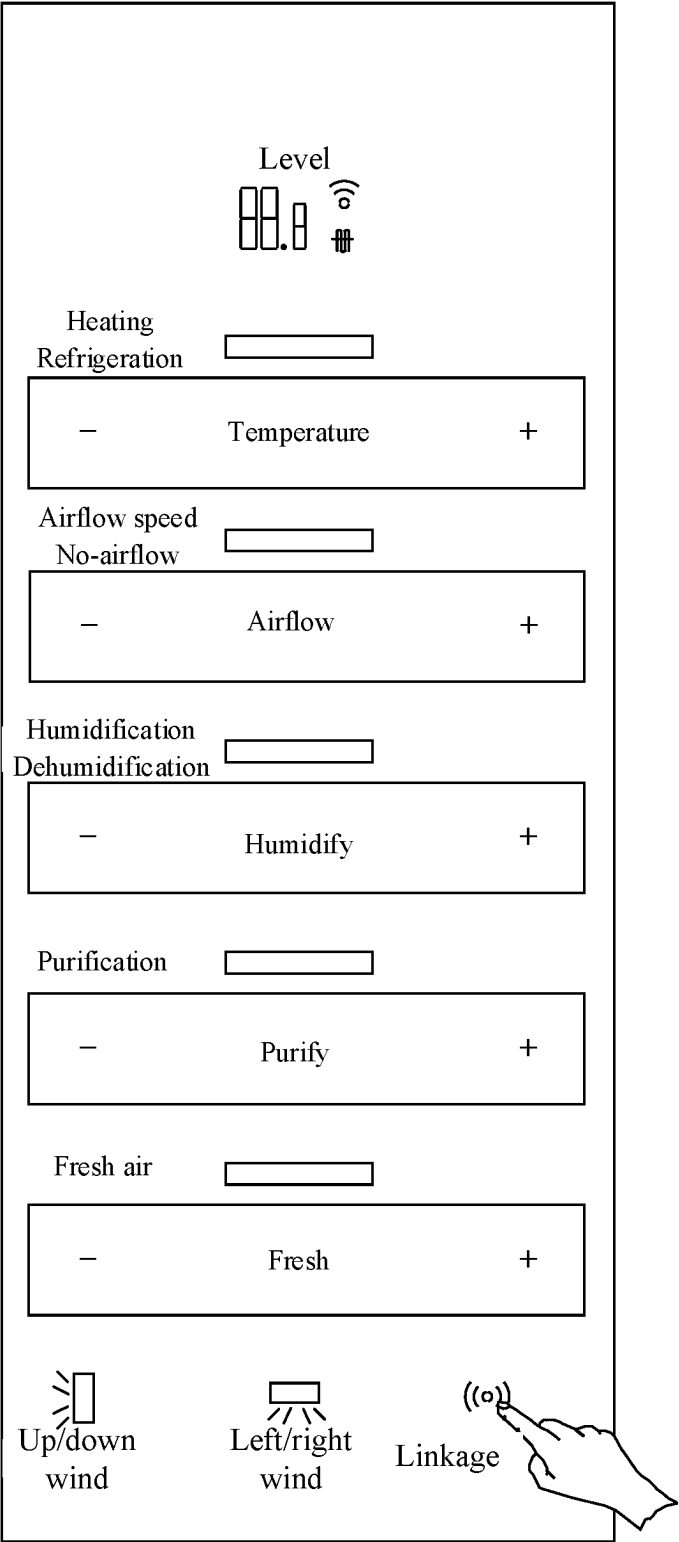 Level
88.8
Heating
Refrigeration
− Temperature +
Airflow speed
No-airflow
− Airflow +
Humidification
Dehumidification
− Humidify +
Purification
− Purify +
Fresh air
− Fresh +
Up/down
wind
Left/right
wind
Linkage